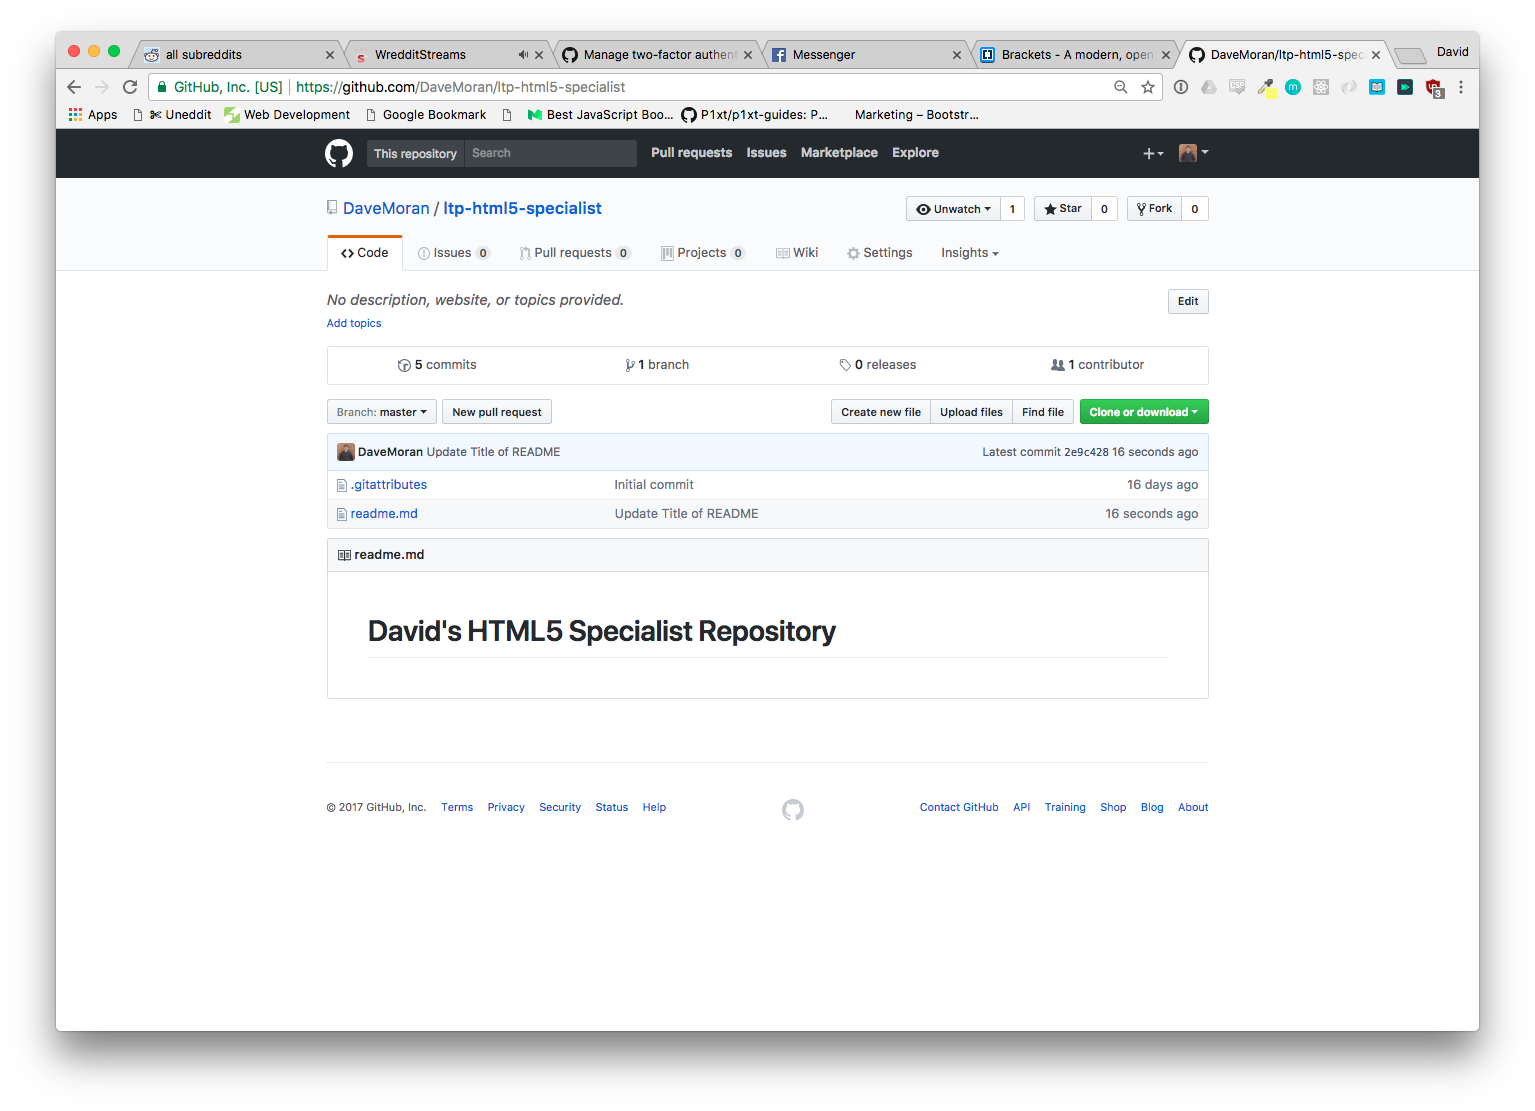 all subreddits
WredditStreams
Manage two-factor authent
Messenger
Brackets - A modern, open
DaveMoran/ltp-html5-spec
David
GitHub, Inc. [US] https://github.com/DaveMoran/ltp-html5-specialist
Apps Uneddit Web Development Google Bookmark Best JavaScript Boo... P1xt/p1xt-guides: P... Marketing – Bootstr...
This repository Search Pull requests Issues Marketplace Explore
DaveMoran / ltp-html5-specialist
Unwatch 1 Star 0 Fork 0
Code Issues 0 Pull requests 0 Projects 0 Wiki Settings Insights
No description, website, or topics provided. Edit
Add topics
5 commits 1 branch 0 releases 1 contributor
Branch: master New pull request Create new file Upload files Find file Clone or download
DaveMoran Update Title of README Latest commit 2e9c428 16 seconds ago
.gitattributes Initial commit 16 days ago
readme.md Update Title of README 16 seconds ago
readme.md
David's HTML5 Specialist Repository
© 2017 GitHub, Inc. Terms Privacy Security Status Help Contact GitHub API Training Shop Blog About